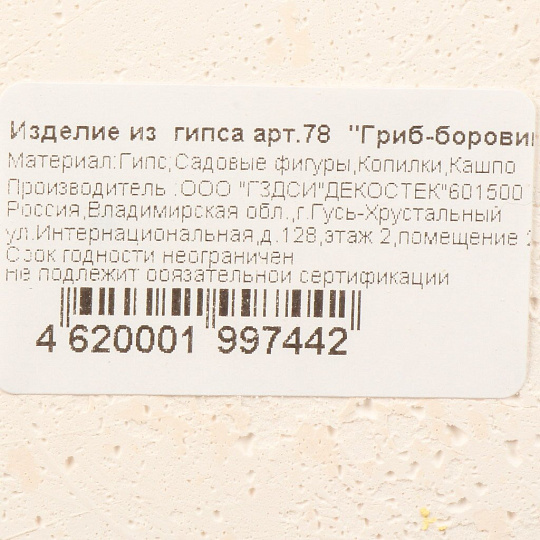 Изделие из гипса арт.78 "Гриб-борови
Материал:Гипс,Садовые фигуры,Копилки,Кашпо
Производитель :ООО "ГЗДСИ"ДЕКОСТЕК"601500
Россия,Владимирская обл.,г.Гусь-Хрустальный
ул.Интернациональная,д.128,этаж 2,помещение 2
Срок годности неограничен
не подлежит обязательной сертификации
4 620001 997442